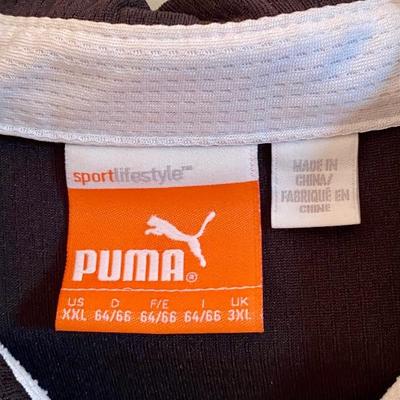 sportlifestyle™
PUMA®
US D F/E I UK
XXL 64/66 64/66 64/66 3XL
MADE IN
CHINA/
FABRIQUÉ EN
CHINE